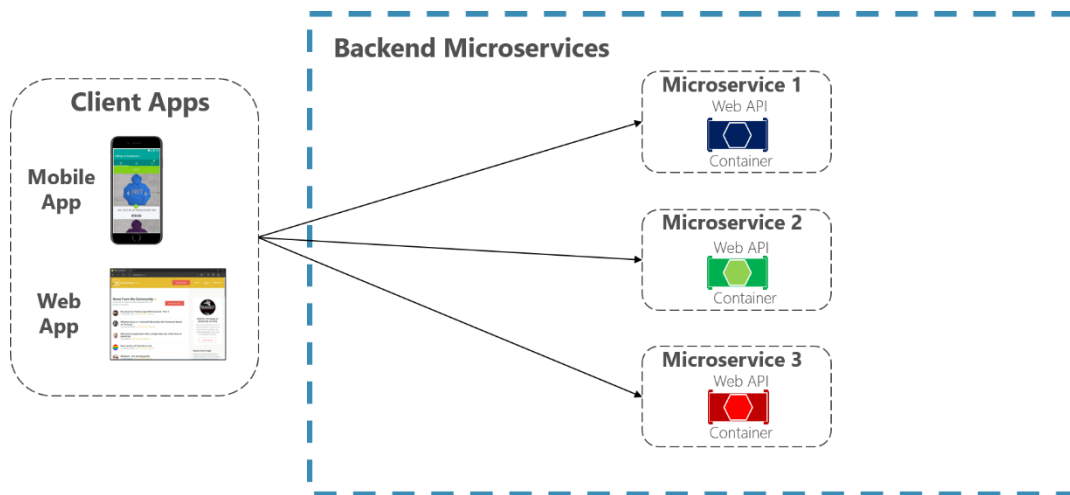 Backend Microservices
Client Apps
Mobile
App
Web
App
Microservice 1
Web API
Container
Microservice 2
Web API
Container
Microservice 3
Web API
Container